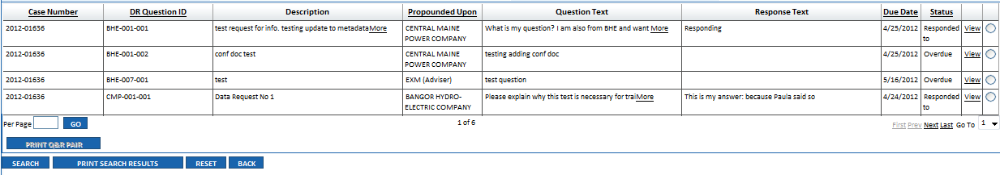 Case Number DR Question ID Description Propounded Upon Question Text Response Text Due Date Status
2012-01636 BHE-001-001 test request for info. testing update to metadataMore CENTRAL MAINE What is my question? I am also from BHE and want More Responding 4/25/2012 Responded View
POWER COMPANY to
2012-01636 BHE-001-002 conf doc test CENTRAL MAINE testing adding conf doc 4/25/2012 Overdue View
POWER COMPANY
2012-01636 BHE-007-001 test EXM (Adviser) test question 5/16/2012 Overdue View
2012-01636 CMP-001-001 Data Request No 1 BANGOR HYDRO- Please explain why this test is necessary for traiMore This is my answer: because Paula said so 4/24/2012 Responded View
ELECTRIC COMPANY to
Per Page GO 1 of 6 First Prev Next Last Go To 1
PRINT Q&R PAIR
SEARCH PRINT SEARCH RESULTS RESET BACK